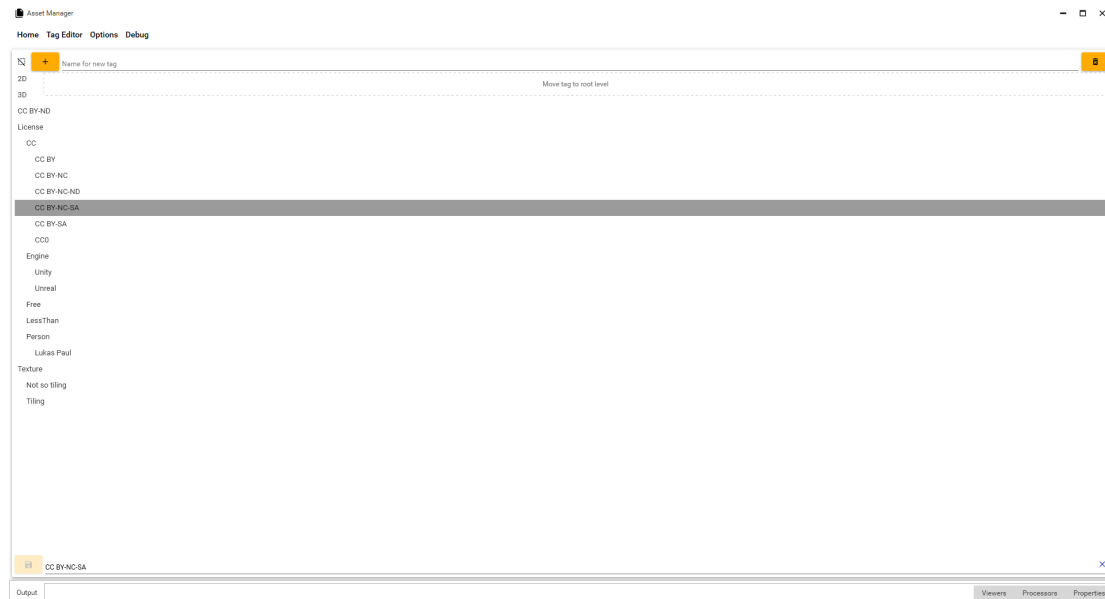 Asset Manager
Home Tag Editor Options Debug
+ Name for new tag
2D
Move tag to root level
3D
CC BY-ND
License
CC
CC BY
CC BY-NC
CC BY-NC-ND
CC BY-NC-SA
CC BY-SA
CC0
Engine
Unity
Unreal
Free
LessThan
Person
Lukas Paul
Texture
Not so tiling
Tiling
CC BY-NC-SA
Output Viewers Processors Properties